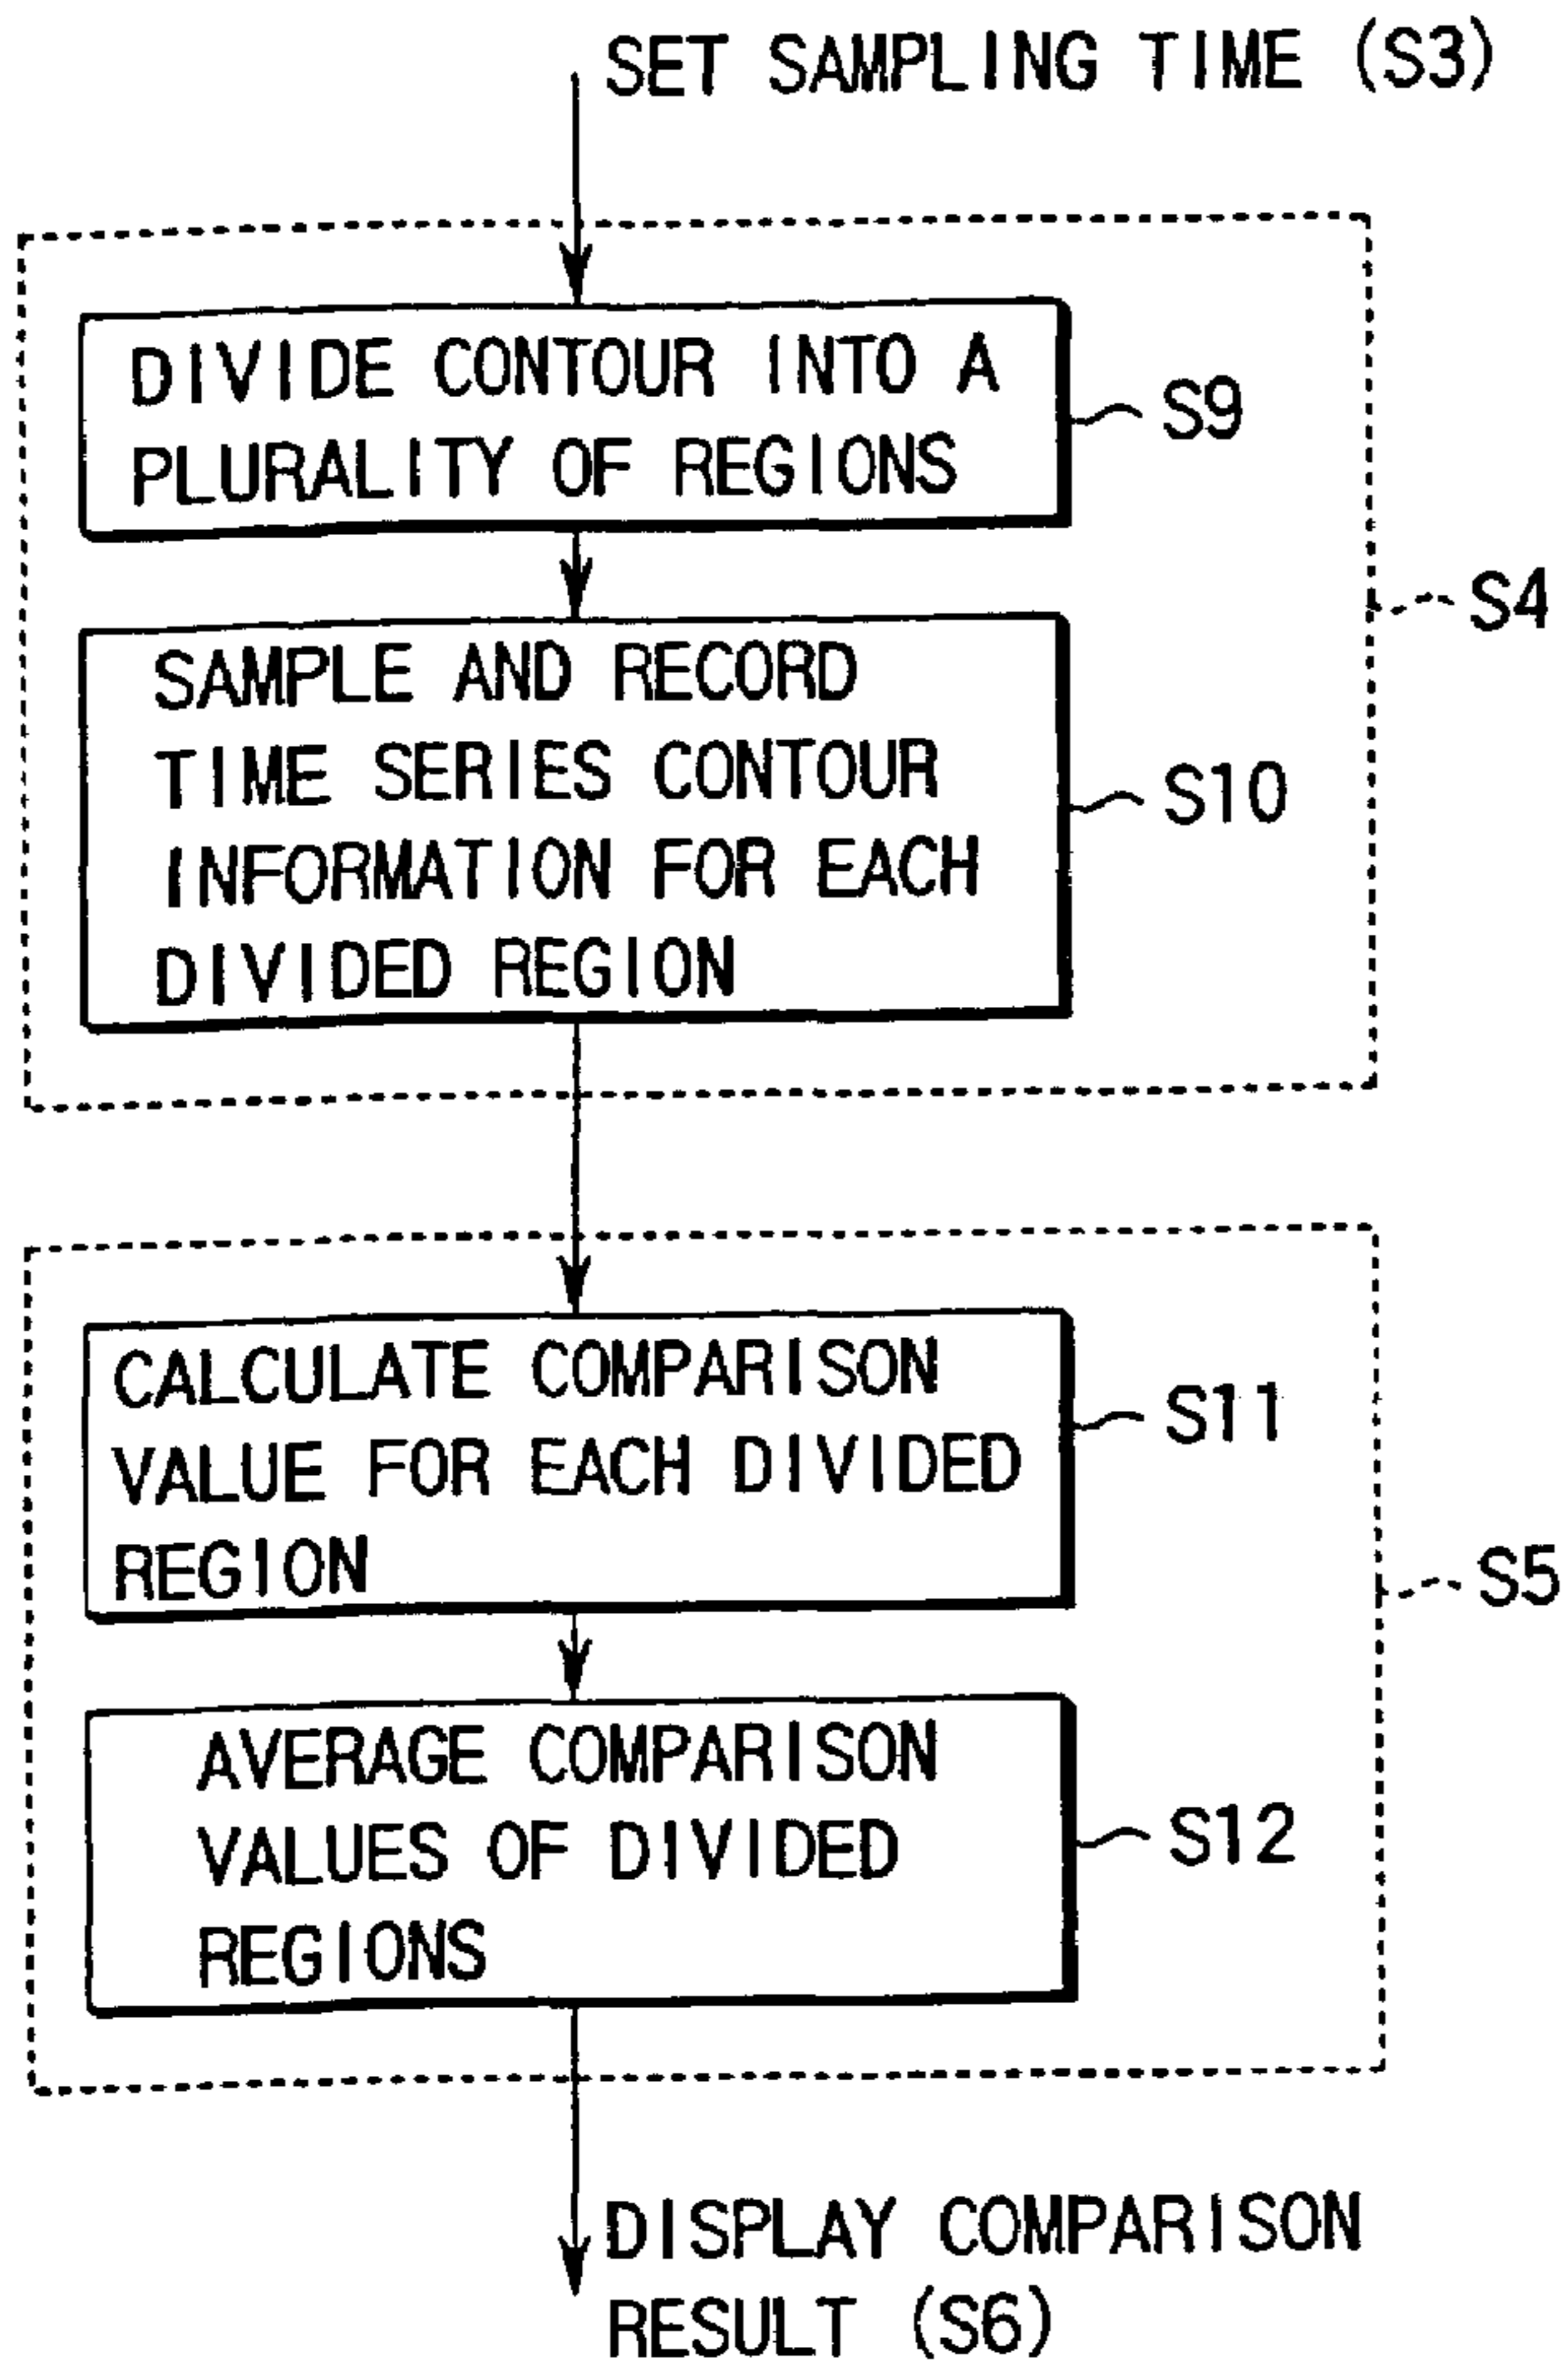 SET SAMPLING TIME (S3)
DIVIDE CONTOUR INTO A
PLURALITY OF REGIONS
S9
S4
SAMPLE AND RECORD
TIME SERIES CONTOUR
INFORMATION FOR EACH
DIVIDED REGION
S10
CALCULATE COMPARISON
VALUE FOR EACH DIVIDED
REGION
S11
S5
AVERAGE COMPARISON
VALUES OF DIVIDED
REGIONS
S12
DISPLAY COMPARISON
RESULT (S6)